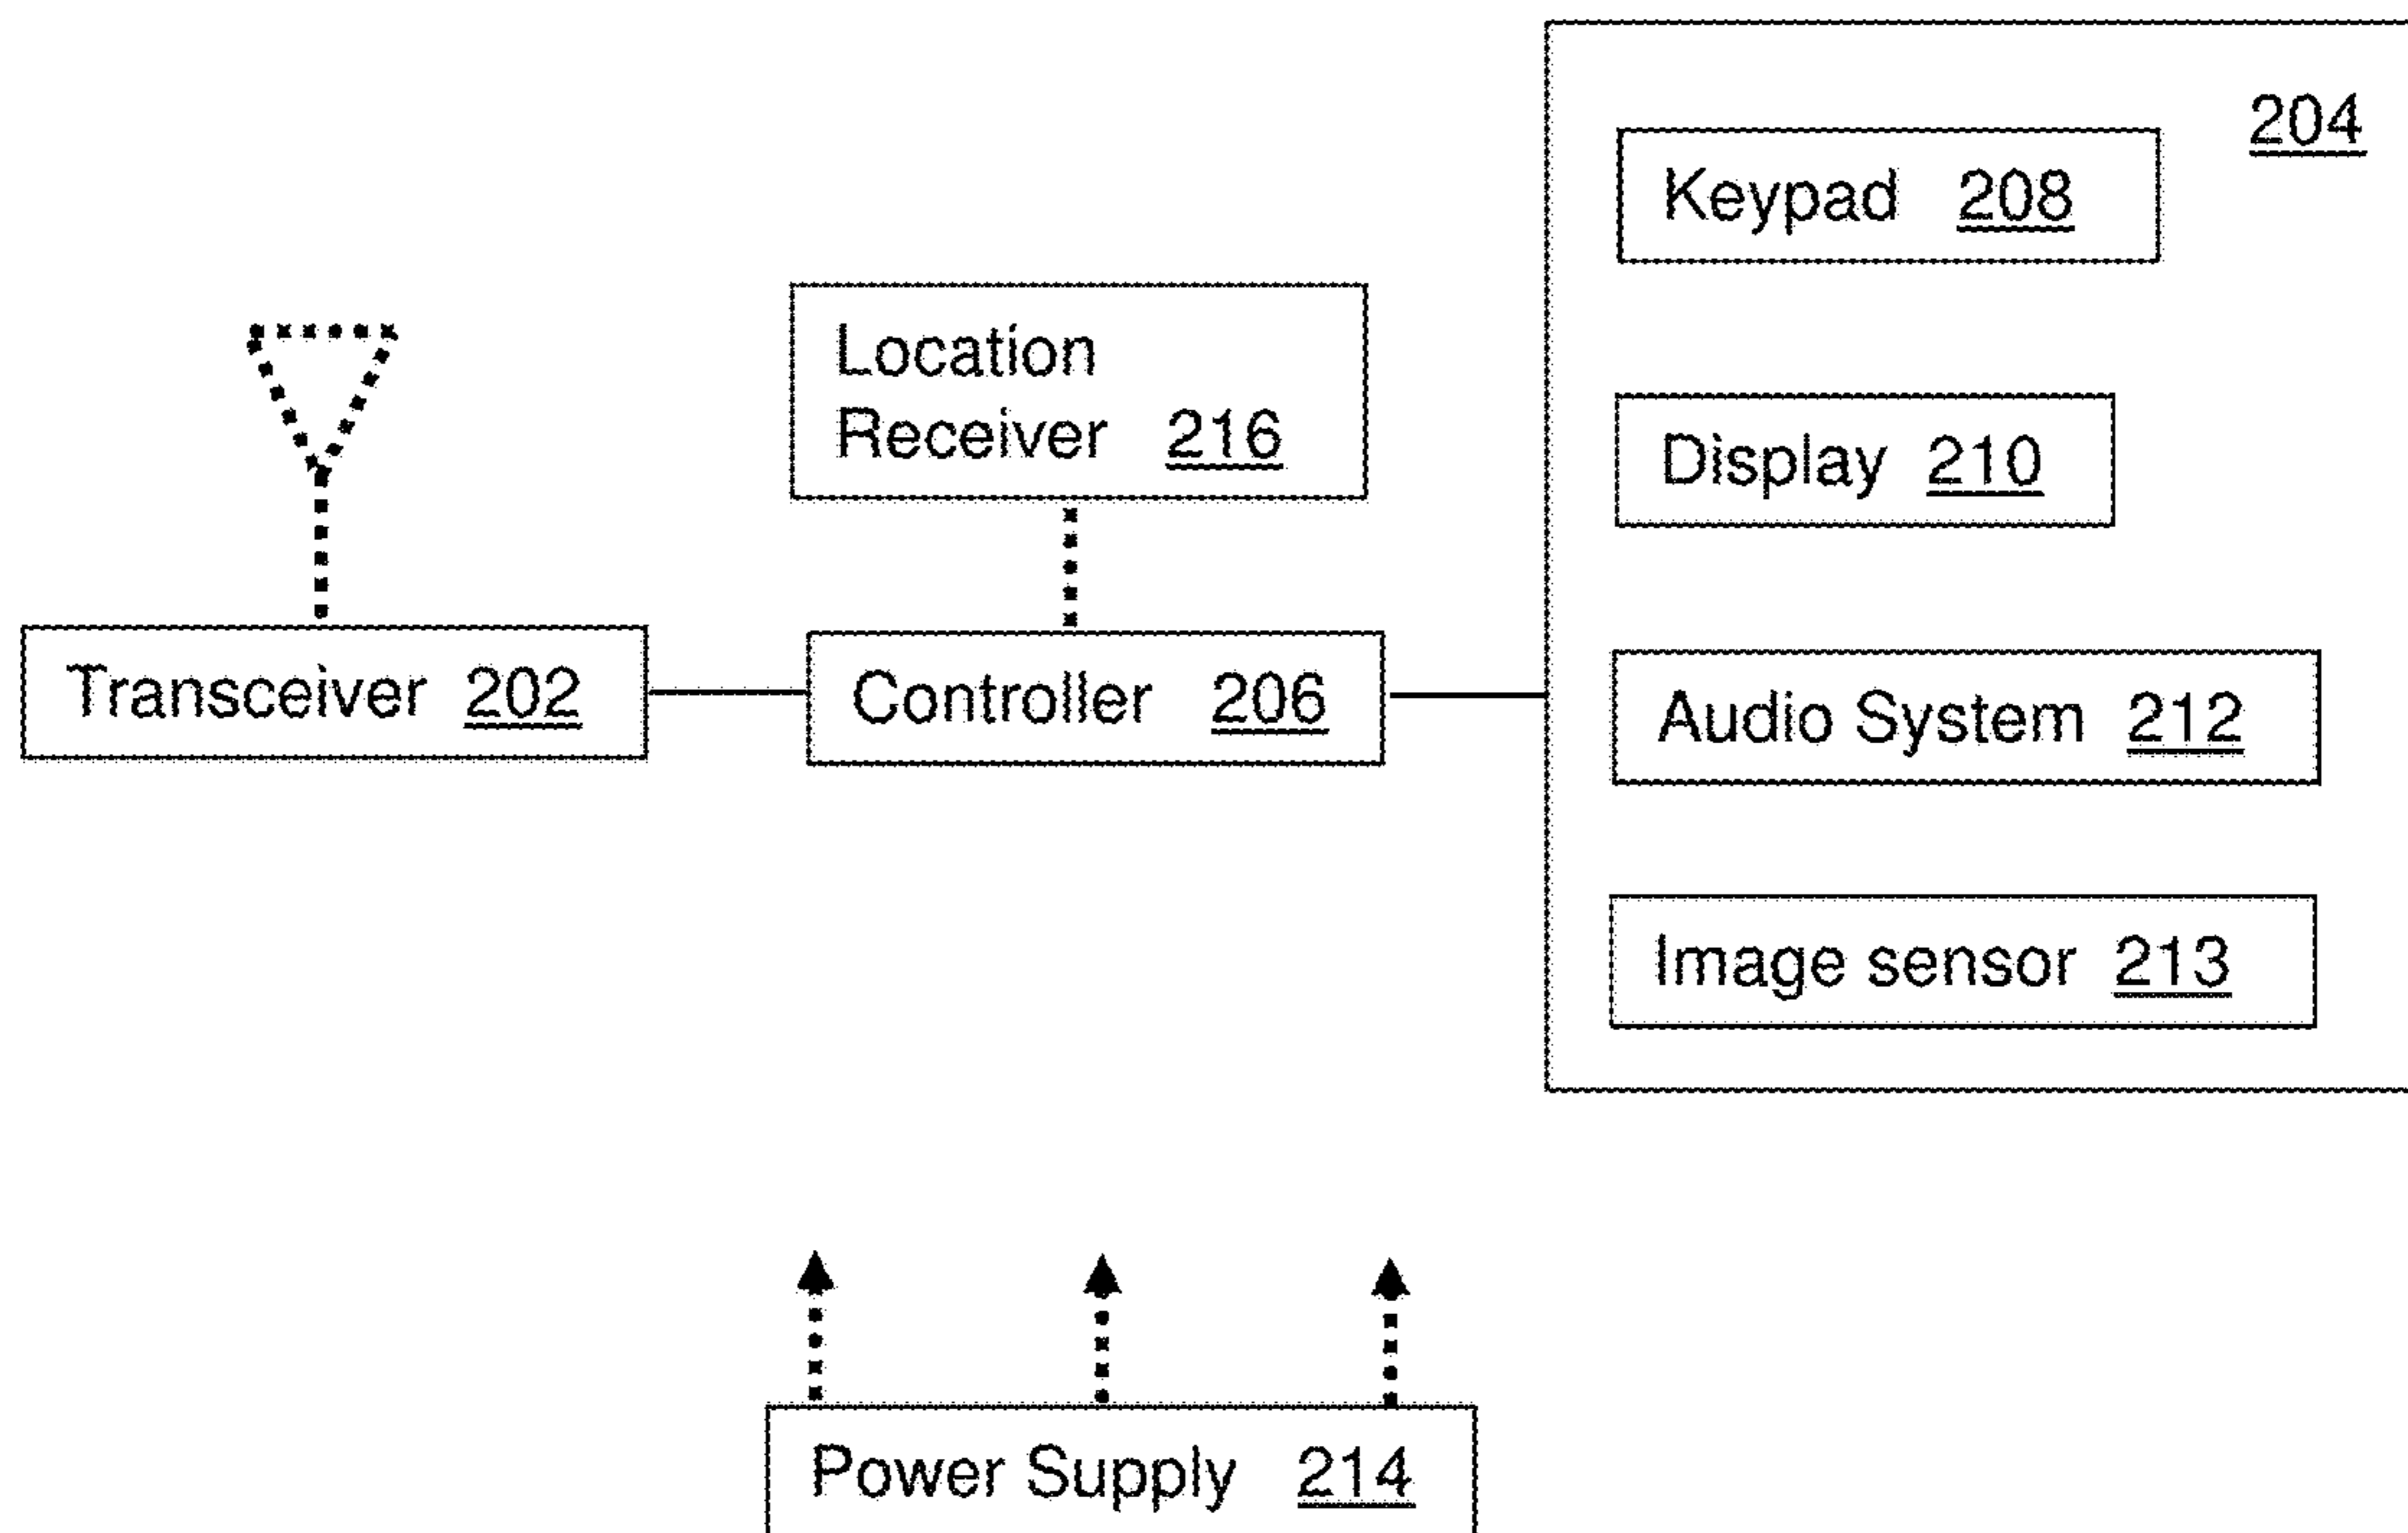 204
Keypad 208
Location
Receiver 216
Display 210
Transceiver 202
Controller 206
Audio System 212
Image sensor 213
Power Supply 214